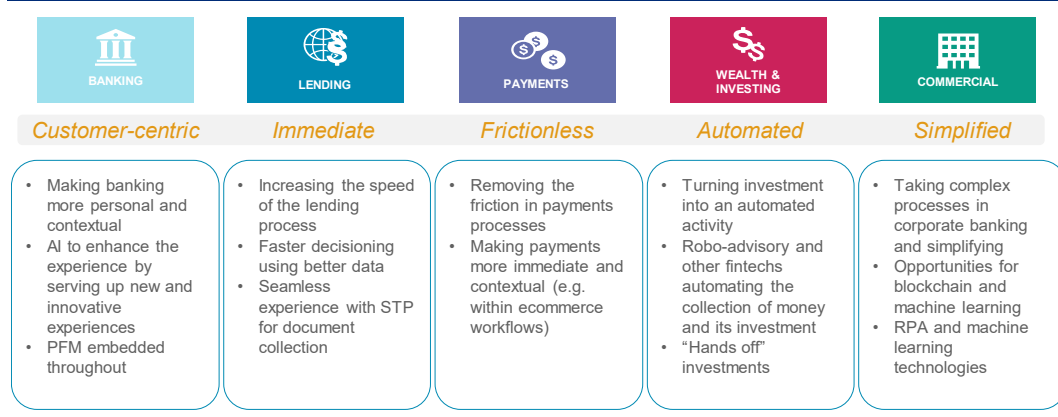 BANKING
LENDING
PAYMENTS
WEALTH &
INVESTING
COMMERCIAL
Customer-centric
Immediate
Frictionless
Automated
Simplified
• Making banking
more personal and
contextual
• AI to enhance the
experience by
serving up new and
innovative
experiences
• PFM embedded
throughout
• Increasing the speed
of the lending
process
• Faster decisioning
using better data
• Seamless
experience with STP
for document
collection
• Removing the
friction in payments
processes
• Making payments
more immediate and
contextual (e.g.
within ecommerce
workflows)
• Turning investment
into an automated
activity
• Robo-advisory and
other fintechs
automating the
collection of money
and its investment
• “Hands off”
investments
• Taking complex
processes in
corporate banking
and simplifying
• Opportunities for
blockchain and
machine learning
• RPA and machine
learning
technologies